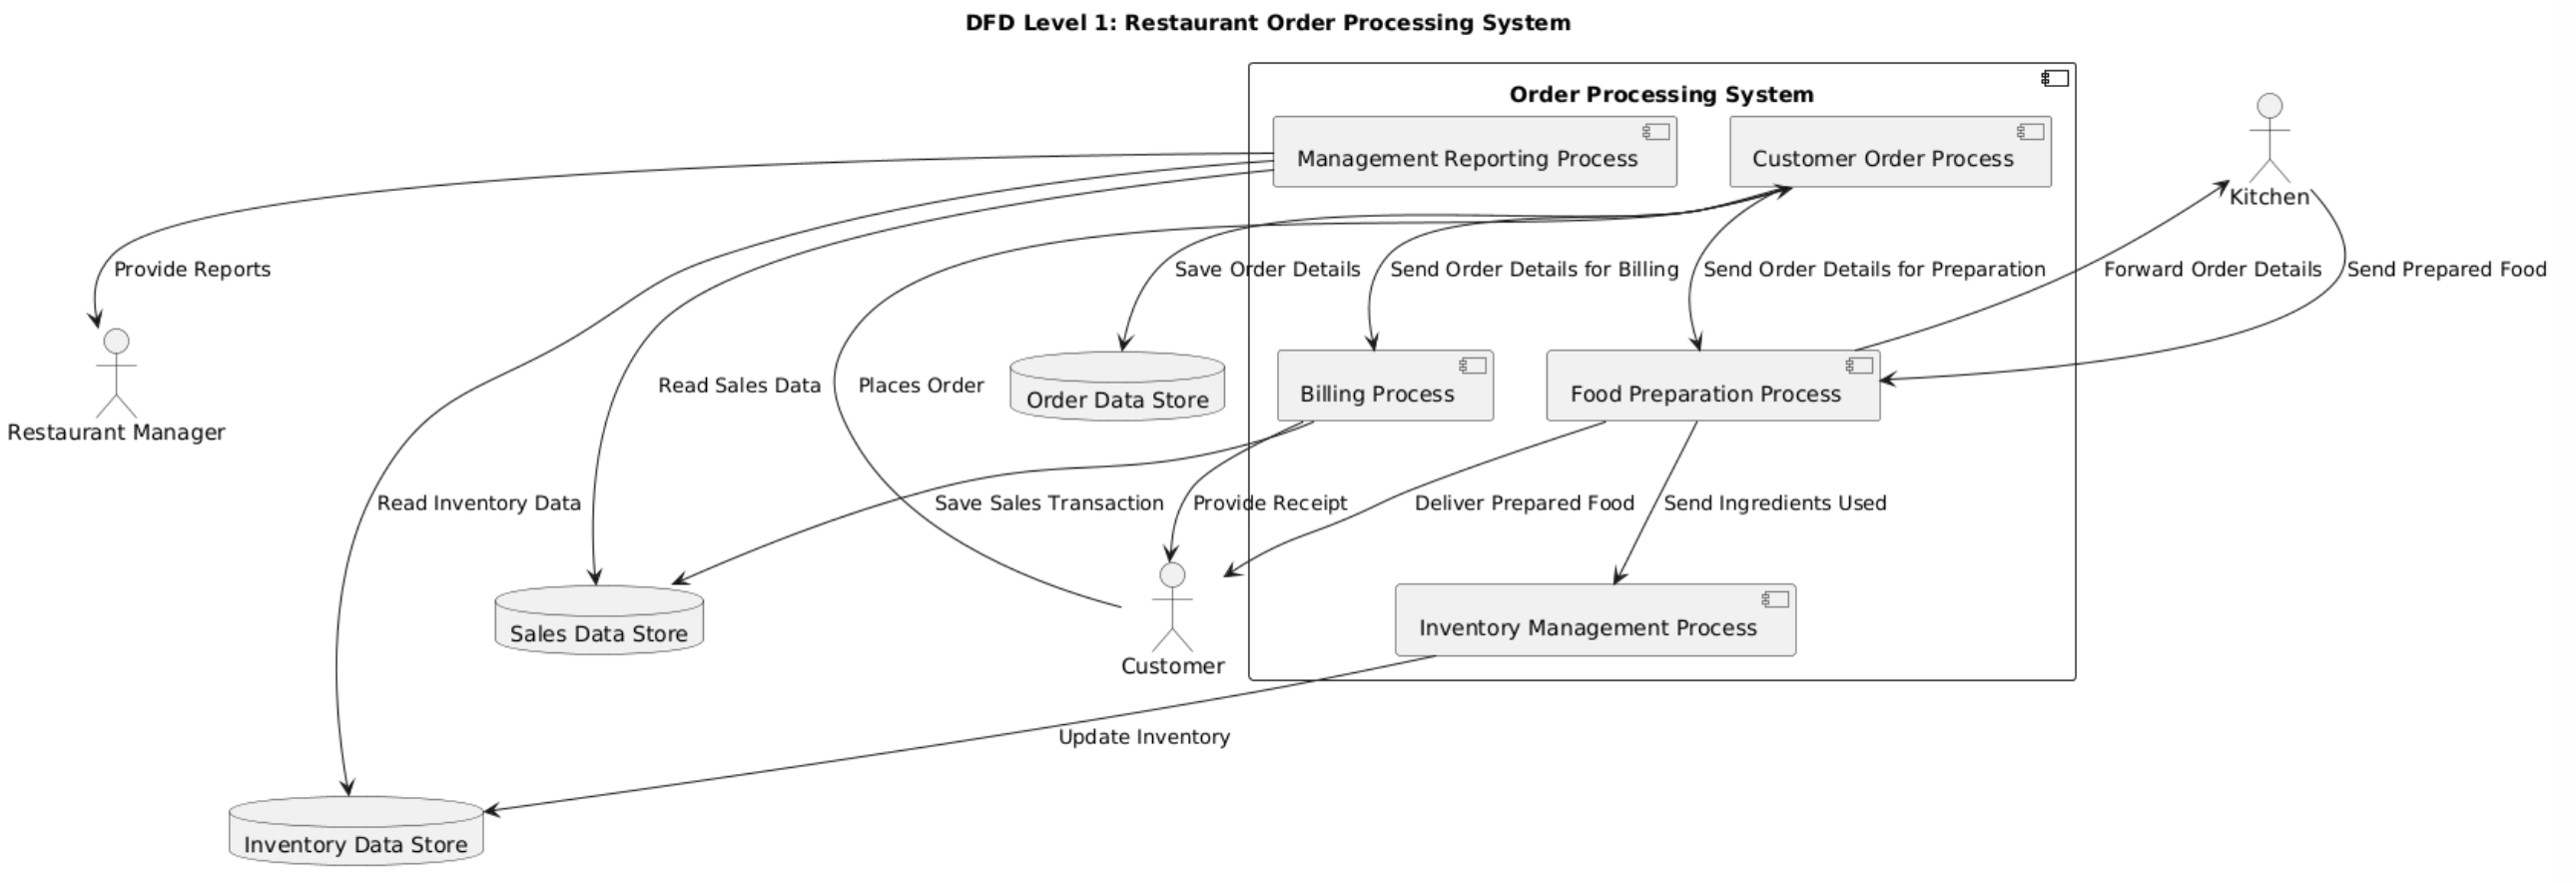 DFD Level 1: Restaurant Order Processing System
Order Processing System
Management Reporting Process
Customer Order Process
Kitchen
Provide Reports
Save Order Details
Send Order Details for Billing
Send Order Details for Preparation
Forward Order Details
Send Prepared Food
Restaurant Manager
Read Sales Data
Places Order
Order Data Store
Billing Process
Food Preparation Process
Read Inventory Data
Save Sales Transaction
Provide Receipt
Deliver Prepared Food
Send Ingredients Used
Sales Data Store
Customer
Inventory Management Process
Update Inventory
Inventory Data Store